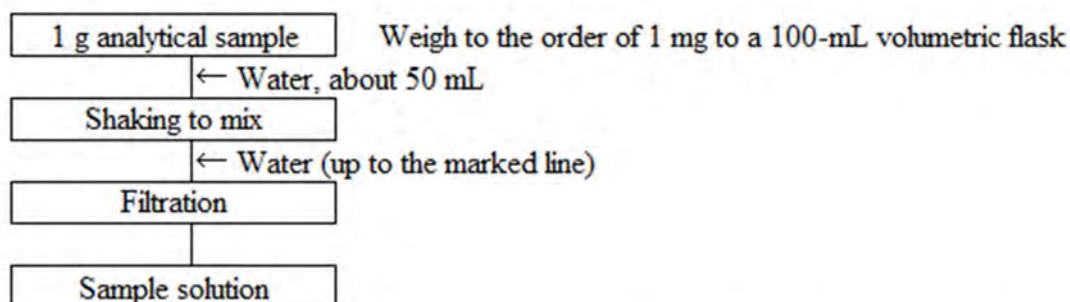 1 g analytical sample Weigh to the order of 1 mg to a 100-mL volumetric flask
← Water, about 50 mL
Shaking to mix
← Water (up to the marked line)
Filtration
Sample solution